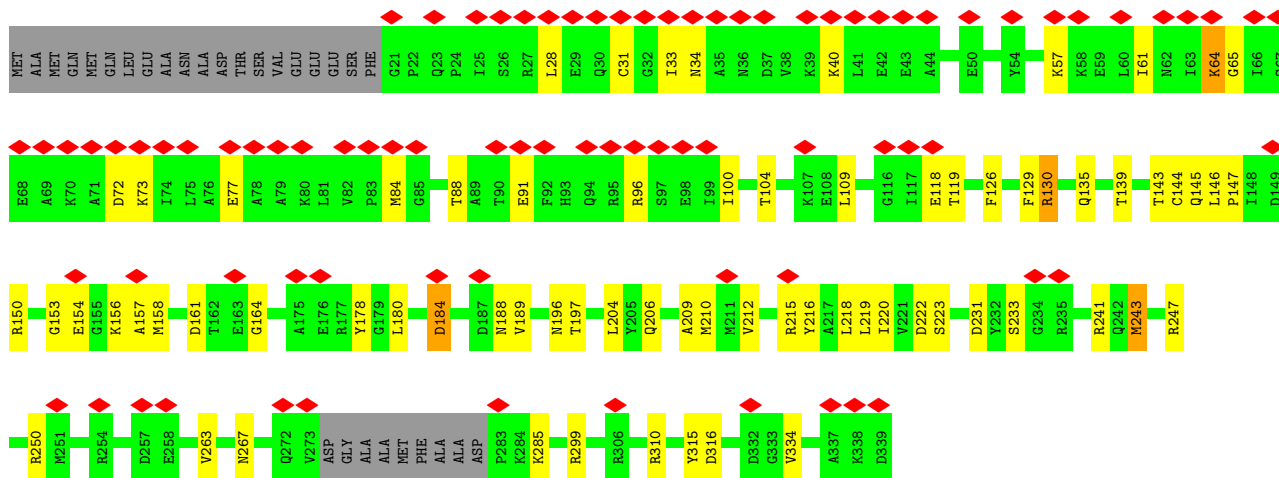 MET ALA MET GLN MET GLN LEU GLU ALA ASN ALA ASP THR SER VAL GLU GLU GLU SER PHE G21 P22 Q23 P24 I25 S26 R27 L28 E29 Q30 C31 G32 I33 N34 A35 N36 D37 V38 K39 K40 L41 E42 E43 A44 E50 Y54 K57 K58 E59 L60 I61 N62 I63 K64 G65 I66
E68 A69 K70 A71 D72 K73 I74 L75 A76 E77 A78 A79 K80 L81 V82 P83 M84 G85 T88 A89 T90 E91 F92 H93 Q94 R95 R96 S97 E98 I99 I100 T104 K107 E108 L109 G116 I117 E118 T119 F126 F129 R130 Q135 T139 T143 C144 Q145 L146 P147 I148 D149
R150 G153 E154 G155 K156 A157 M158 D161 T162 E163 G164 A175 E176 R177 Y178 G179 L180 D184 D187 N188 V189 N196 T197 L204 Y205 Q206 A209 M210 M211 V212 R215 Y216 A217 L218 L219 I220 V221 D222 S223 D231 Y232 S233 G234 R235 R241 Q242 M243 R247
R250 M251 R254 D257 E258 V263 N267 Q272 V273 ASP GLY ALA ALA MET PHE ALA ALA ASP P283 K284 K285 R299 R306 R310 Y315 D316 D332 G333 V334 A337 K338 D339